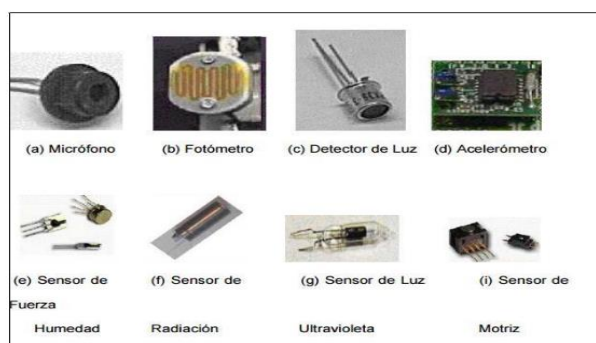 (a) Micrófono (b) Fotómetro (c) Detector de Luz (d) Acelerómetro
(e) Sensor de (f) Sensor de (g) Sensor de Luz (i) Sensor de
Fuerza
Humedad Radiación Ultravioleta Motriz